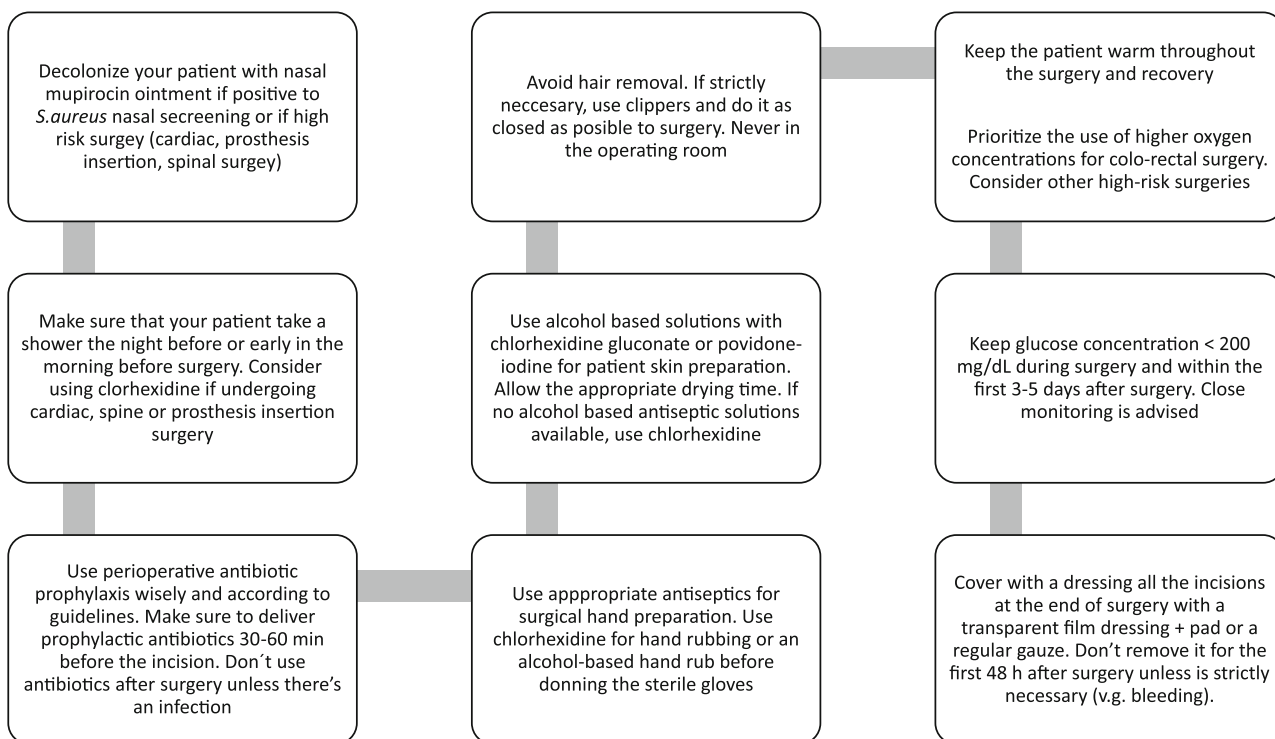 Decolonize your patient with nasal
mupirocin ointment if positive to
S.aureus nasal secreening or if high
risk surgey (cardiac, prosthesis
insertion, spinal surgey)
Make sure that your patient take a
shower the night before or early in the
morning before surgery. Consider
using clorhexidine if undergoing
cardiac, spine or prosthesis insertion
surgery
Use perioperative antibiotic
prophylaxis wisely and according to
guidelines. Make sure to deliver
prophylactic antibiotics 30-60 min
before the incision. Don´t use
antibiotics after surgery unless there’s
an infection
Use apppropriate antiseptics for
surgical hand preparation. Use
chlorhexidine for hand rubbing or an
alcohol-based hand rub before
donning the sterile gloves
Use alcohol based solutions with
chlorhexidine gluconate or povidone-
iodine for patient skin preparation.
Allow the appropriate drying time. If
no alcohol based antiseptic solutions
available, use chlorhexidine
Avoid hair removal. If strictly
neccesary, use clippers and do it as
closed as posible to surgery. Never in
the operating room
Keep the patient warm throughout
the surgery and recovery
Prioritize the use of higher oxygen
concentrations for colo-rectal surgery.
Consider other high-risk surgeries
Keep glucose concentration < 200
mg/dL during surgery and within the
first 3-5 days after surgery. Close
monitoring is advised
Cover with a dressing all the incisions
at the end of surgery with a
transparent film dressing + pad or a
regular gauze. Don’t remove it for the
first 48 h after surgery unless is strictly
necessary (v.g. bleeding).